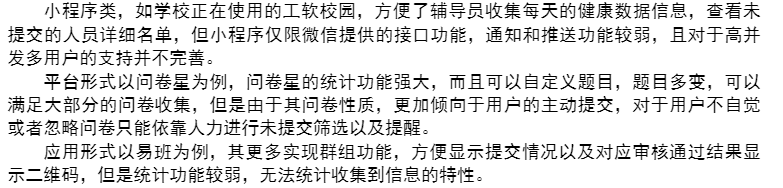 小程序类，如学校正在使用的工软校园，方便了辅导员收集每天的健康数据信息，查看未
提交的人员详细名单，但小程序仅限微信提供的接口功能，通知和推送功能较弱，且对于高并
发多用户的支持并不完善。
平台形式以问卷星为例，问卷星的统计功能强大，而且可以自定义题目，题目多变，可以
满足大部分的问卷收集，但是由于其问卷性质，更加倾向于用户的主动提交，对于用户不自觉
或者忽略问卷只能依靠人力进行未提交筛选以及提醒。
应用形式以易班为例，其更多实现群组功能，方便显示提交情况以及对应审核通过结果显
示二维码，但是统计功能较弱，无法统计收集到信息的特性。